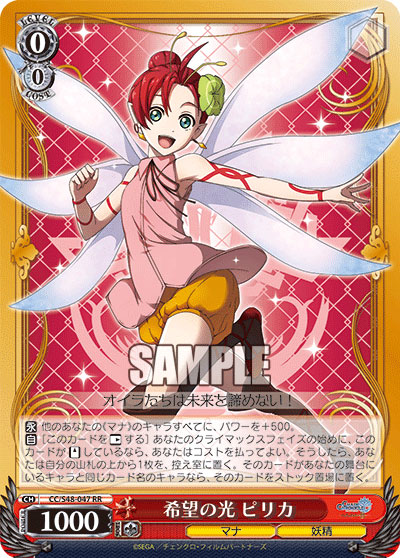 LEVEL
0
0
COST
SAMPLE
オイラたちは未来を諦めない！
永 他のあなたの《マナ》のキャラすべてに、パワーを＋500。
自 ［このカードを する］ あなたのクライマックスフェイズの始めに、このカードが しているなら、あなたはコストを払ってよい。そうしたら、あなたは自分の山札の上から1枚を、控え室に置く。そのカードがあなたの舞台にいるキャラと同じ色のキャラなら、そのカードをストック置場に置く。
CH
CC/S48-047 RR
1000
希望の光 ピリカ
マナ
妖精
©SEGA／チェンクロ・フィルムパートナーズ